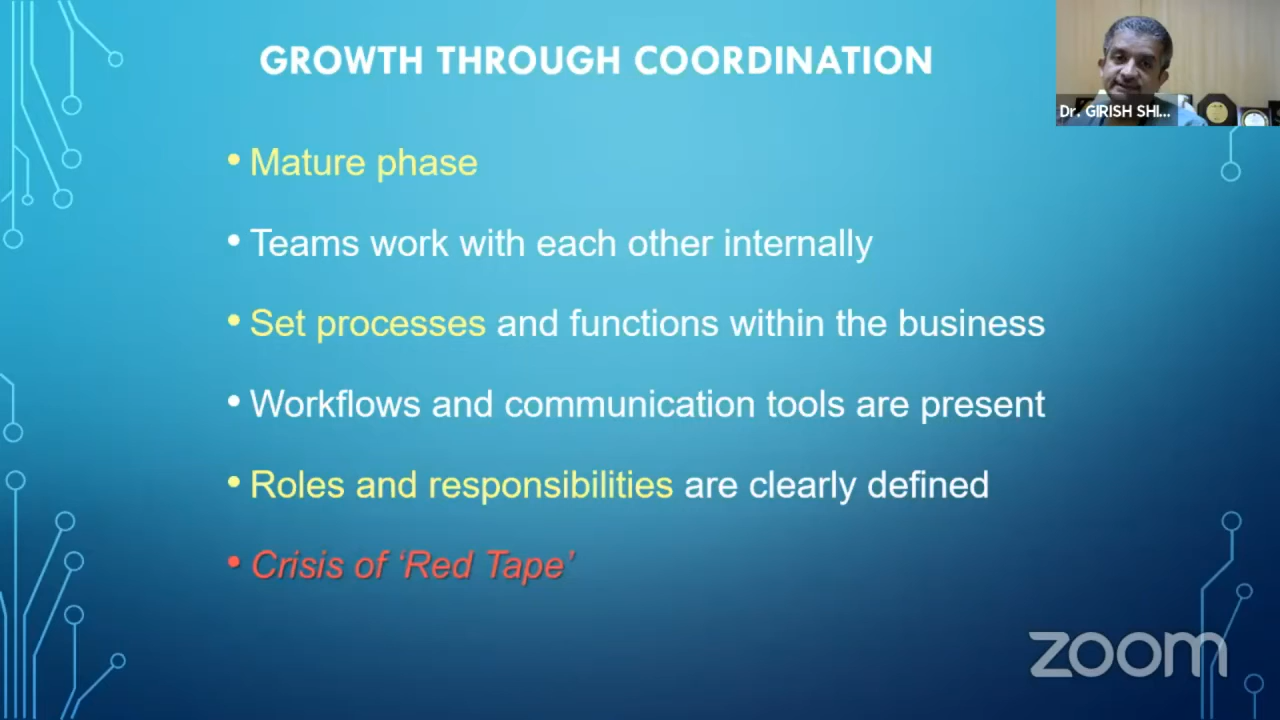 GROWTH THROUGH COORDINATION
Dr. GIRISH SHI...
• Mature phase
• Teams work with each other internally
• Set processes and functions within the business
• Workflows and communication tools are present
• Roles and responsibilities are clearly defined
• Crisis of ‘Red Tape’
zoom